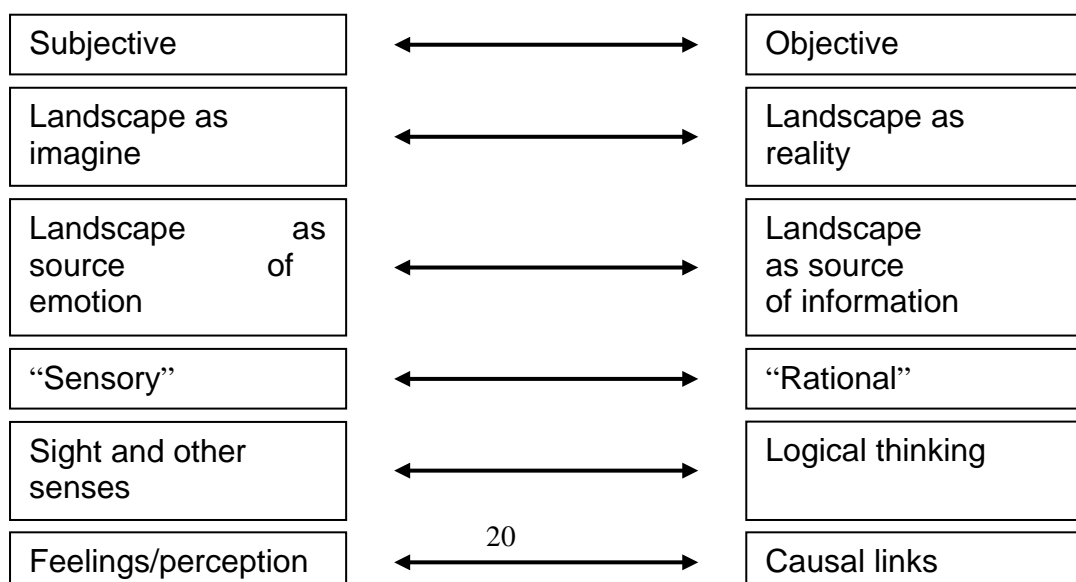 Subjective
Objective
Landscape as
imagine
Landscape as
reality
Landscape as
source of
emotion
Landscape
as source
of information
“Sensory”
“Rational”
Sight and other
senses
Logical thinking
20
Feelings/perception
Causal links